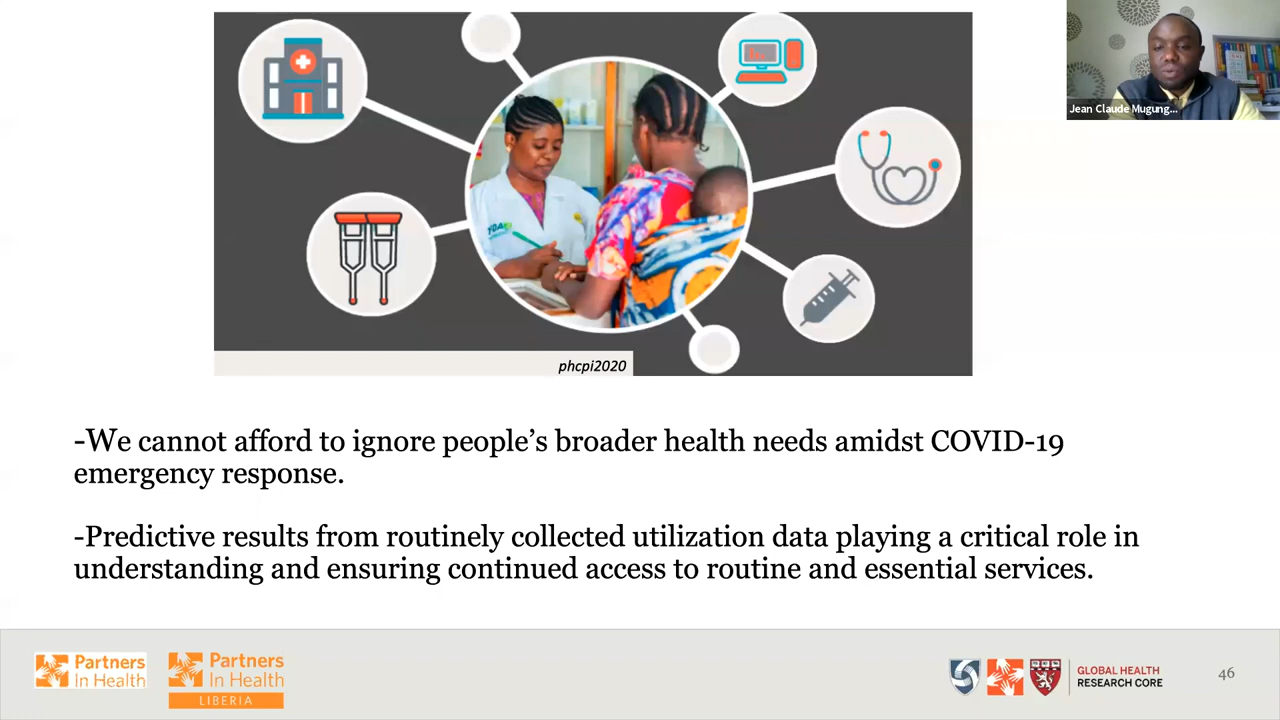 Jean Claude Mugung...
phcpi2020
-We cannot afford to ignore people’s broader health needs amidst COVID-19
emergency response.
-Predictive results from routinely collected utilization data playing a critical role in
understanding and ensuring continued access to routine and essential services.
Partners
In Health
Partners
In Health
LIBERIA
GLOBAL HEALTH
RESEARCH CORE
46